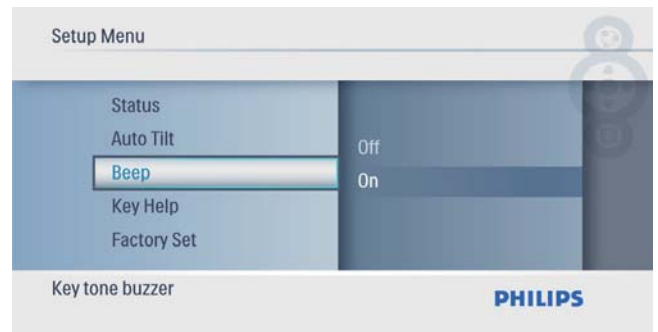 Setup Menu
Status
Auto Tilt
Beep
Key Help
Factory Set
Off
On
Key tone buzzer
PHILIPS